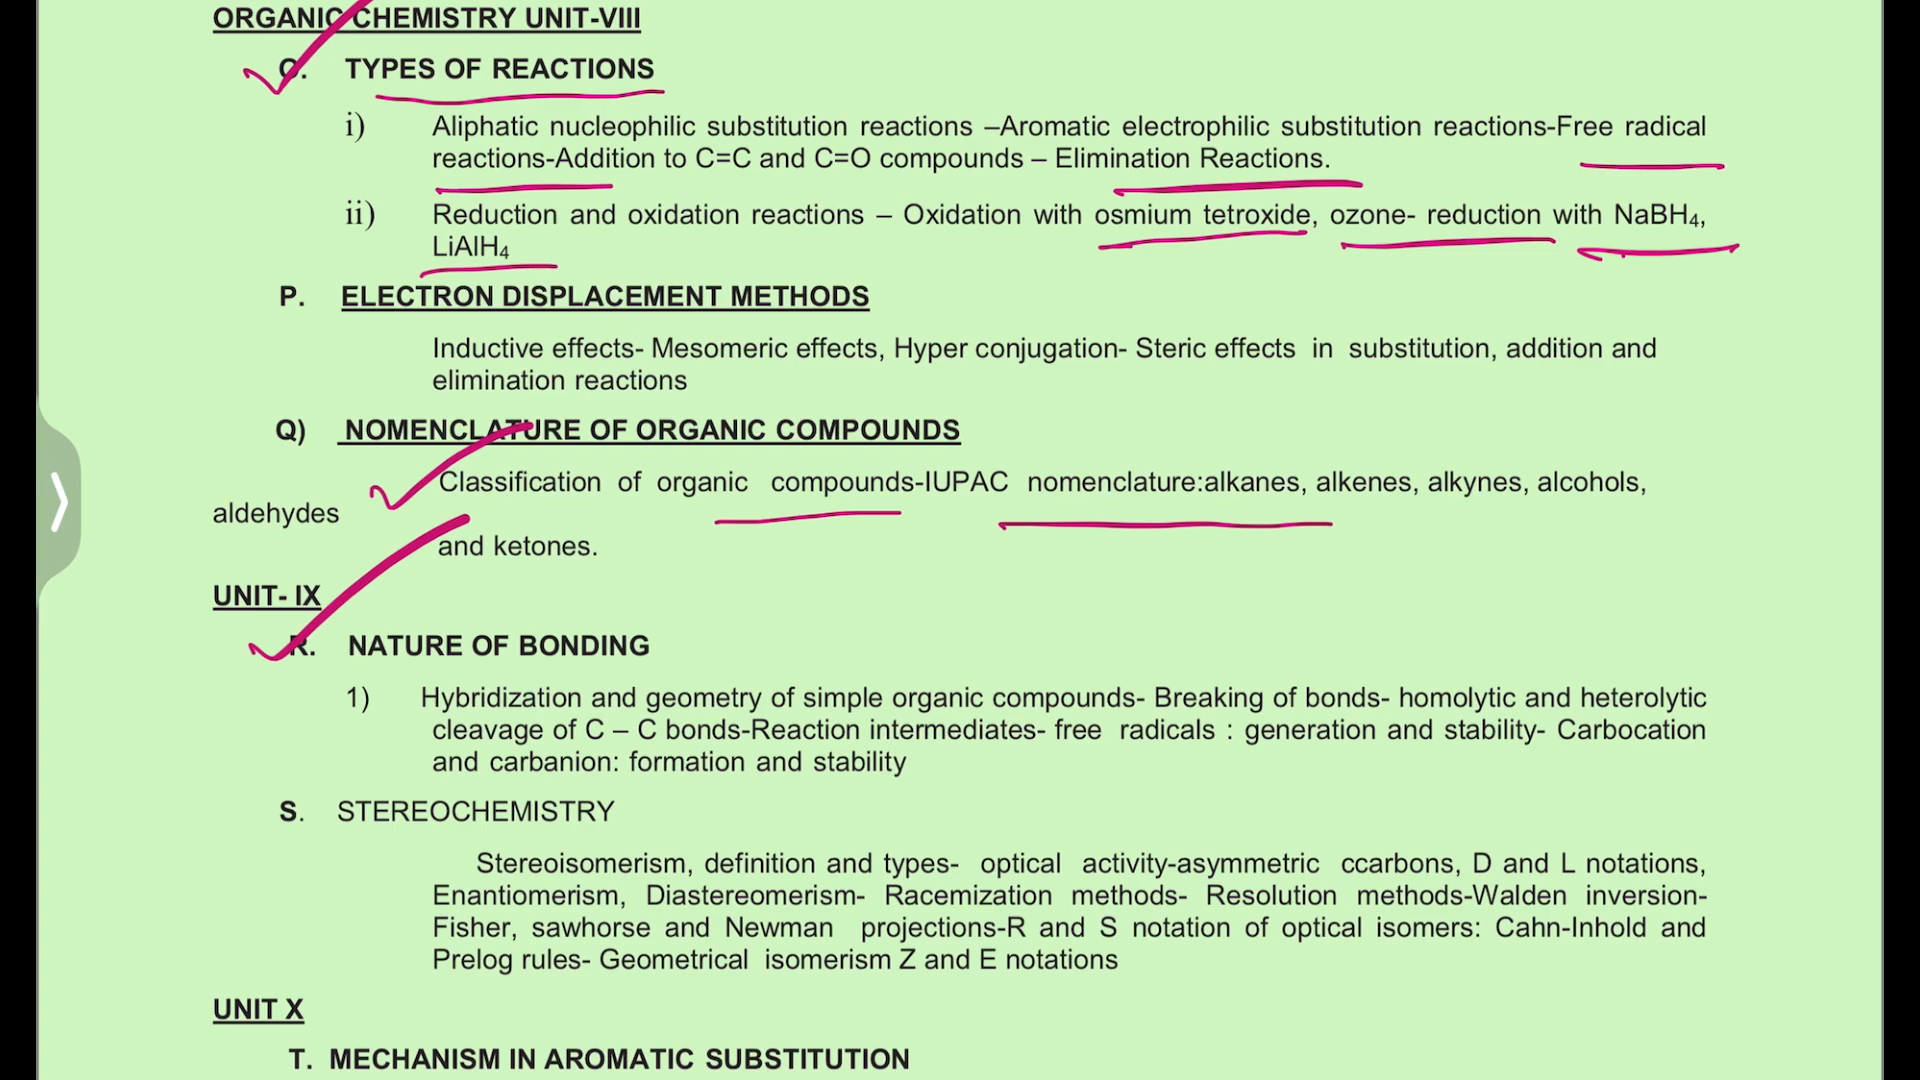 ORGANIC CHEMISTRY UNIT-VIII
O. TYPES OF REACTIONS
i) Aliphatic nucleophilic substitution reactions –Aromatic electrophilic substitution reactions-Free radical
reactions-Addition to C=C and C=O compounds – Elimination Reactions.
ii) Reduction and oxidation reactions – Oxidation with osmium tetroxide, ozone- reduction with NaBH4,
LiAlH4
P. ELECTRON DISPLACEMENT METHODS
Inductive effects- Mesomeric effects, Hyper conjugation- Steric effects in substitution, addition and
elimination reactions
Q) NOMENCLATURE OF ORGANIC COMPOUNDS
Classification of organic compounds-IUPAC nomenclature:alkanes, alkenes, alkynes, alcohols,
aldehydes
and ketones.
UNIT- IX
R. NATURE OF BONDING
1) Hybridization and geometry of simple organic compounds- Breaking of bonds- homolytic and heterolytic
cleavage of C – C bonds-Reaction intermediates- free radicals : generation and stability- Carbocation
and carbanion: formation and stability
S. STEREOCHEMISTRY
Stereoisomerism, definition and types- optical activity-asymmetric ccarbons, D and L notations,
Enantiomerism, Diastereomerism- Racemization methods- Resolution methods-Walden inversion-
Fisher, sawhorse and Newman projections-R and S notation of optical isomers: Cahn-Inhold and
Prelog rules- Geometrical isomerism Z and E notations
UNIT X
T. MECHANISM IN AROMATIC SUBSTITUTION